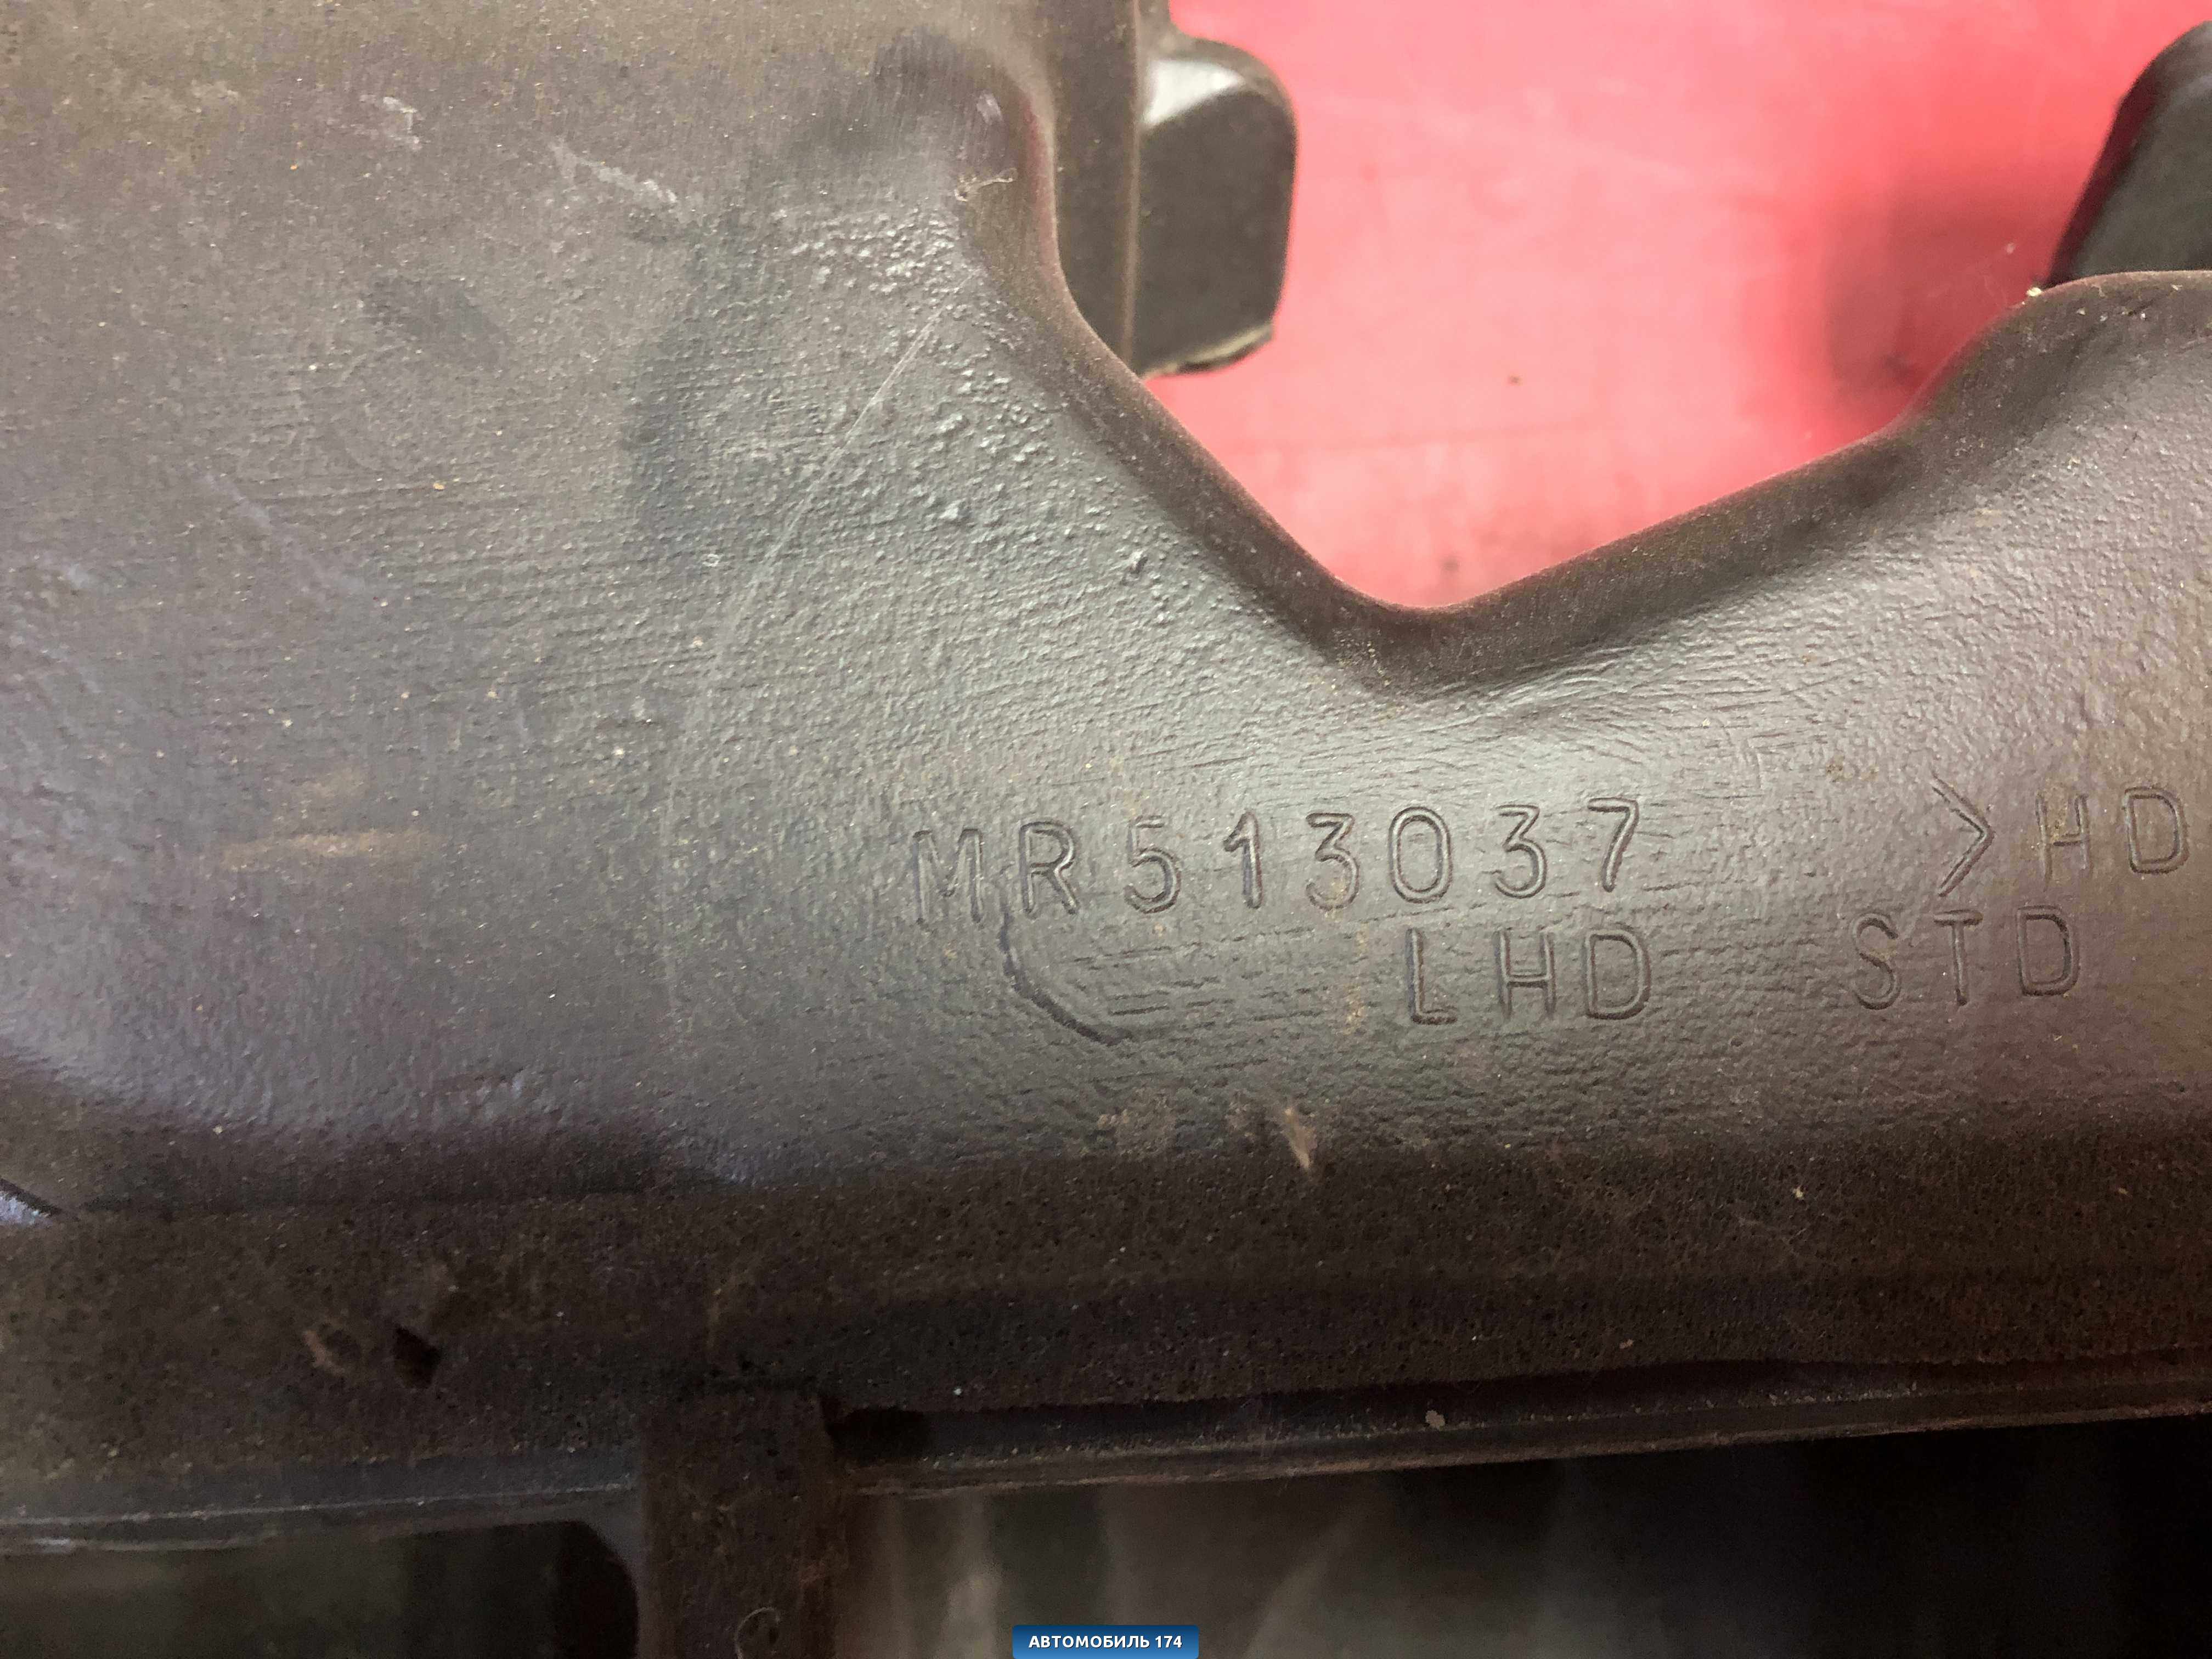 MR513037 >HD
LHD STD
АВТОМОБИЛЬ 174